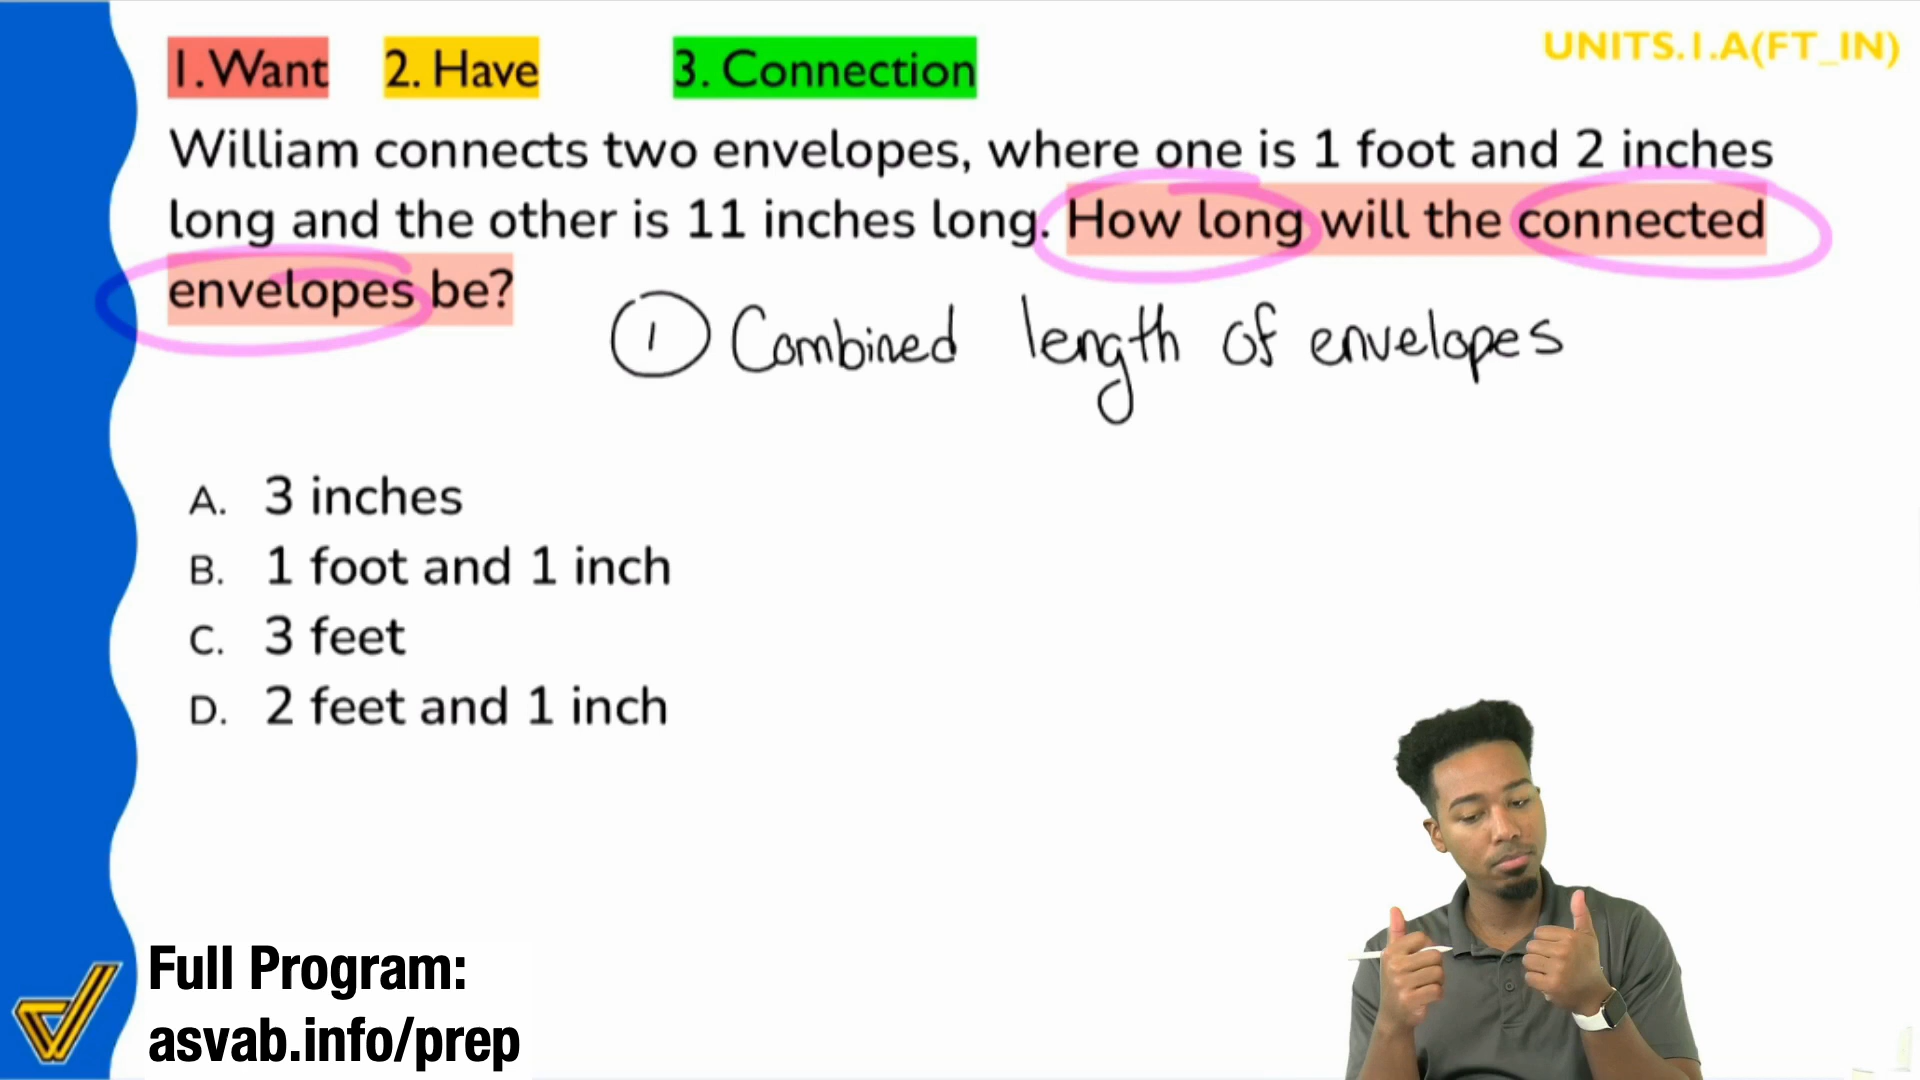 1. Want 2. Have 3. Connection
UNITS.1.A(FT_IN)
William connects two envelopes, where one is 1 foot and 2 inches
long and the other is 11 inches long. How long will the connected
envelopes be?
1 Combined length of envelopes
A. 3 inches
B. 1 foot and 1 inch
C. 3 feet
D. 2 feet and 1 inch
Full Program:
asvab.info/prep